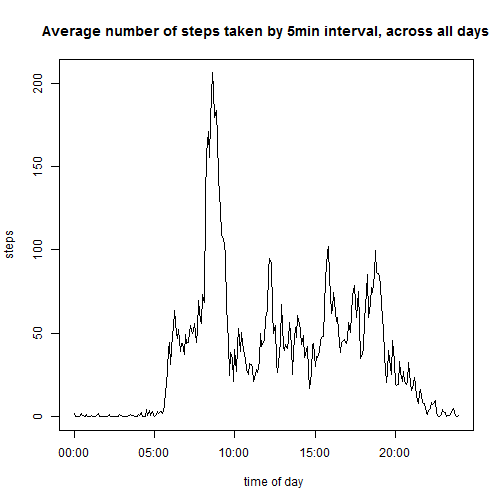 Average number of steps taken by 5min interval, across all days
steps
200
150
100
50
0
00:00 05:00 10:00 15:00 20:00
time of day